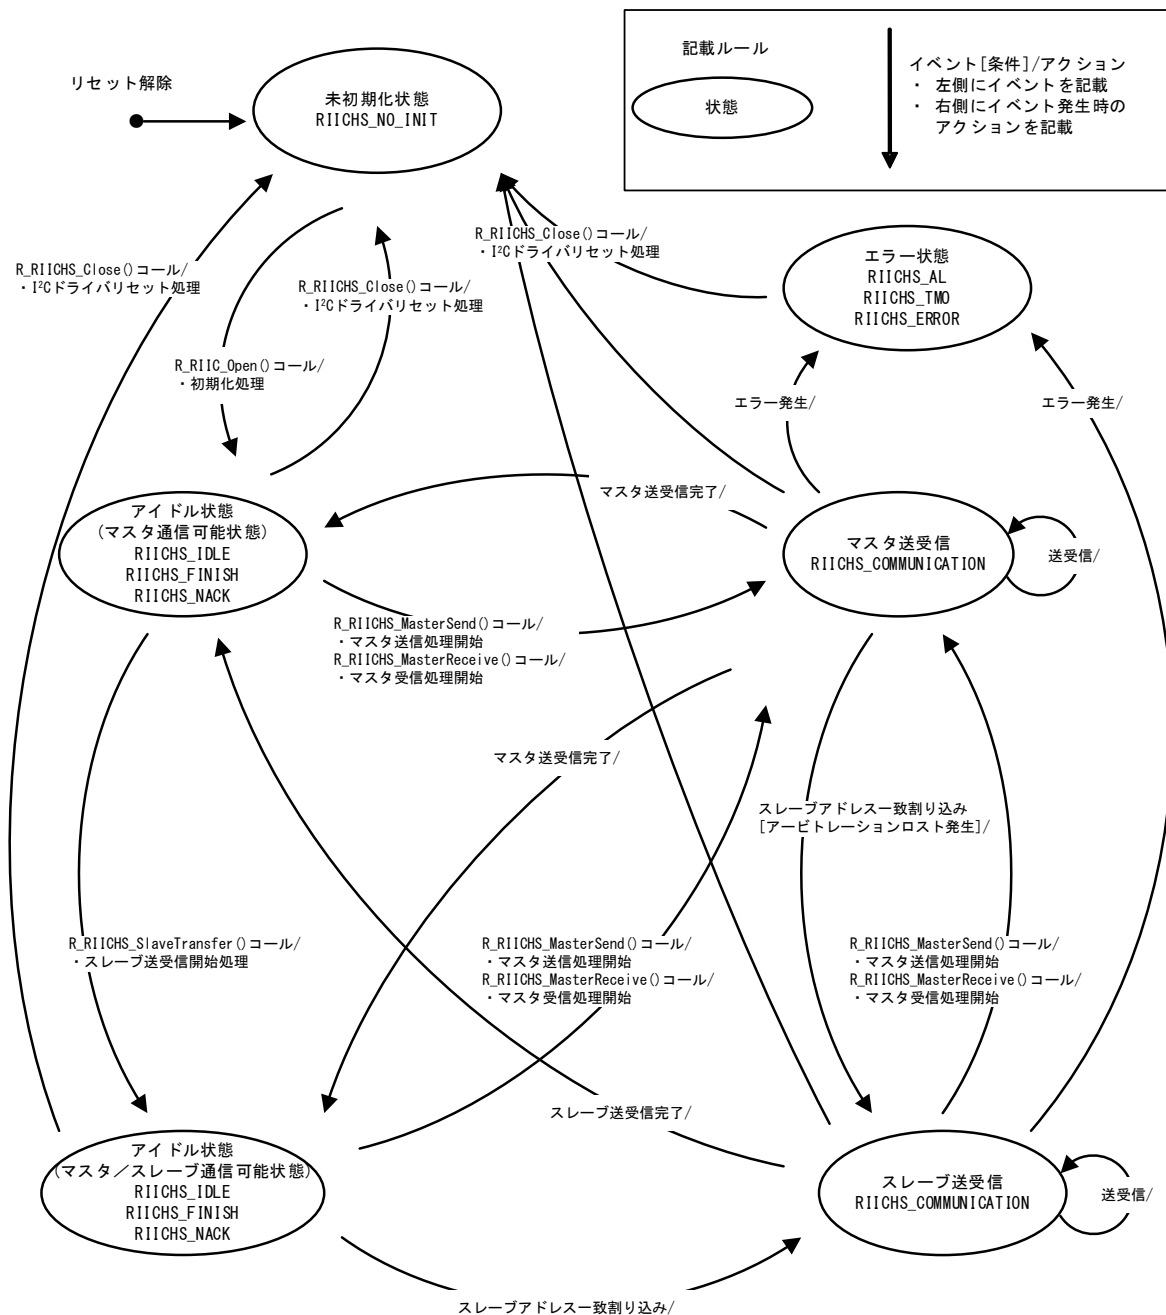 リセット解除
未初期化状態
RIICHS_NO_INIT
記載ルール
状態
イベント[条件]/アクション
・ 左側にイベントを記載
・ 右側にイベント発生時の
アクションを記載
R_RIICHS_Close()コール/
・I²Cドライバリセット処理
R_RIICHS_Close()コール/
・I²Cドライバリセット処理
R_RIICHS_Close()コール/
・I²Cドライバリセット処理
エラー状態
RIICHS_AL
RIICHS_TMO
RIICHS_ERROR
R_RIIC_Open()コール/
・初期化処理
エラー発生/
エラー発生/
マスタ送受信完了/
アイドル状態
(マスタ通信可能状態)
RIICHS_IDLE
RIICHS_FINISH
RIICHS_NACK
マスタ送受信
RIICHS_COMMUNICATION
送受信/
R_RIICHS_MasterSend()コール/
・マスタ送信処理開始
R_RIICHS_MasterReceive()コール/
・マスタ受信処理開始
マスタ送受信完了/
スレーブアドレス一致割り込み
[アービトレーションロスト発生]/
R_RIICHS_SlaveTransfer()コール/
・スレーブ送受信開始処理
R_RIICHS_MasterSend()コール/
・マスタ送信処理開始
R_RIICHS_MasterReceive()コール/
・マスタ受信処理開始
R_RIICHS_MasterSend()コール/
・マスタ送信処理開始
R_RIICHS_MasterReceive()コール/
・マスタ受信処理開始
スレーブ送受信完了/
アイドル状態
(マスタ／スレーブ通信可能状態)
RIICHS_IDLE
RIICHS_FINISH
RIICHS_NACK
スレーブ送受信
RIICHS_COMMUNICATION
送受信/
スレーブアドレス一致割り込み/